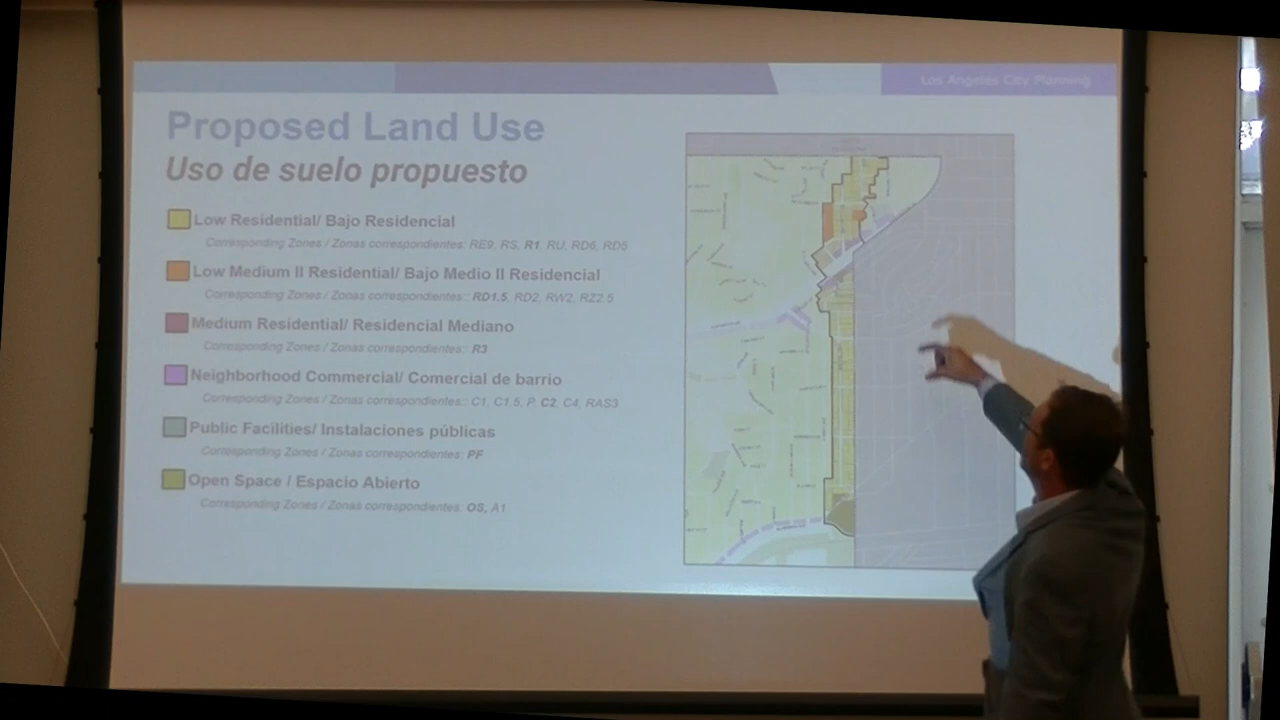 Los Angeles City Planning
Proposed Land Use
Uso de suelo propuesto
Low Residential/ Bajo Residencial
Corresponding Zones / Zonas correspondientes: RE9, RS, R1, RU, RD6, RD5
Low Medium II Residential/ Bajo Medio II Residencial
Corresponding Zones / Zonas correspondientes:: RD1.5, RD2, RW2, RZ2.5
Medium Residential/ Residencial Mediano
Corresponding Zones / Zonas correspondientes:: R3
Neighborhood Commercial/ Comercial de barrio
Corresponding Zones / Zonas correspondientes:: C1, C1.5, P, C2, C4, RAS3
Public Facilities/ Instalaciones públicas
Corresponding Zones / Zonas correspondientes: PF
Open Space / Espacio Abierto
Corresponding Zones / Zonas correspondientes: OS, A1